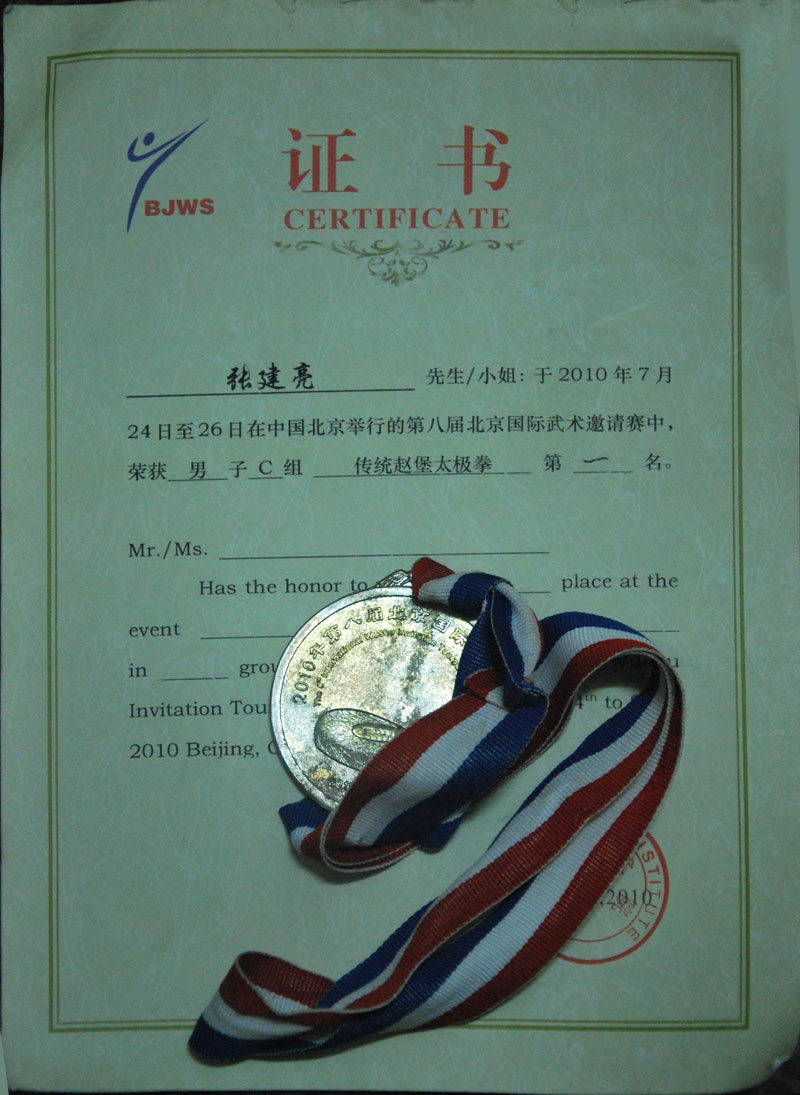 BJWS
证书
CERTIFICATE
张建亮 先生/小姐: 于 2010 年 7 月
24 日至 26 日在中国北京举行的第八届北京国际武术邀请赛中，
荣获 男 子 C 组 传统赵堡太极拳 第 一 名。
Mr./Ms.
Has the honor to place at the
event
in
Invitation
2010年第八届北京国际
4th to
2010 Beijing,
,2010